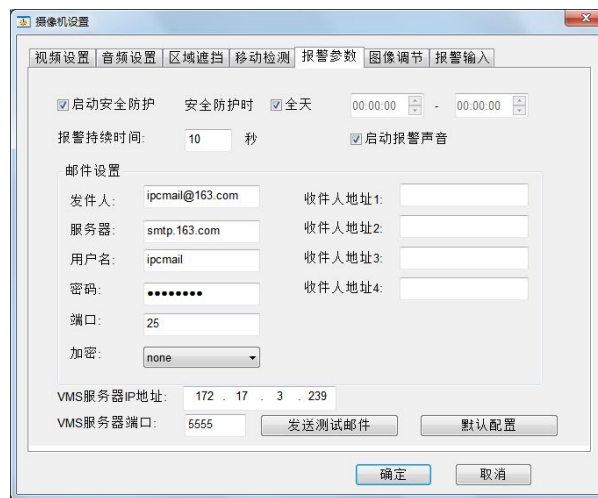 摄像机设置
视频设置 音频设置 区域遮挡 移动检测 报警参数 图像调节 报警输入
启动安全防护 安全防护时 全天 00:00:00 - 00:00:00
报警持续时间: 10 秒 启动报警声音
邮件设置
发件人: ipcmail@163.com 收件人地址1:
服务器: smtp.163.com 收件人地址2:
用户名: ipcmail 收件人地址3:
密码: ●●●●●●●● 收件人地址4:
端口: 25
加密: none
VMS服务器IP地址: 172 . 17 . 3 . 239
VMS服务器端口: 5555 发送测试邮件 默认配置
确定 取消